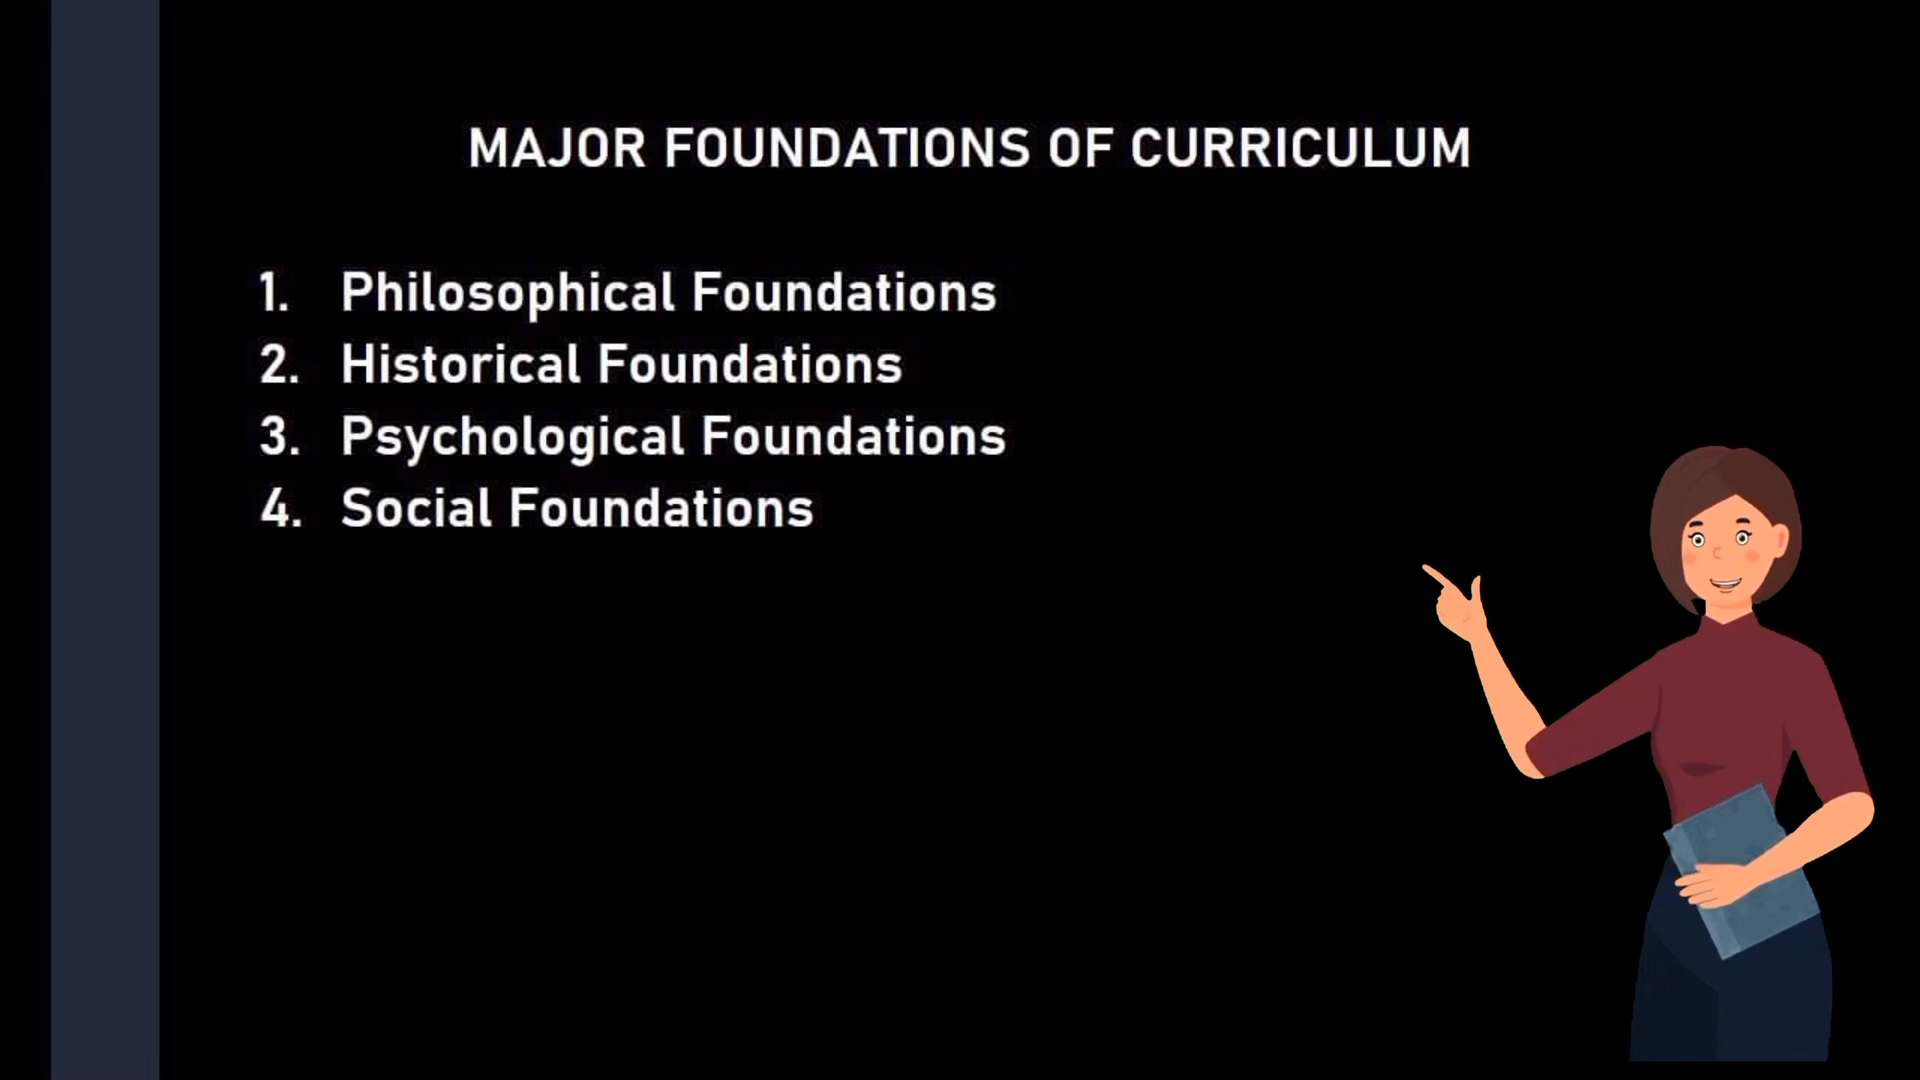 MAJOR FOUNDATIONS OF CURRICULUM
1. Philosophical Foundations
2. Historical Foundations
3. Psychological Foundations
4. Social Foundations